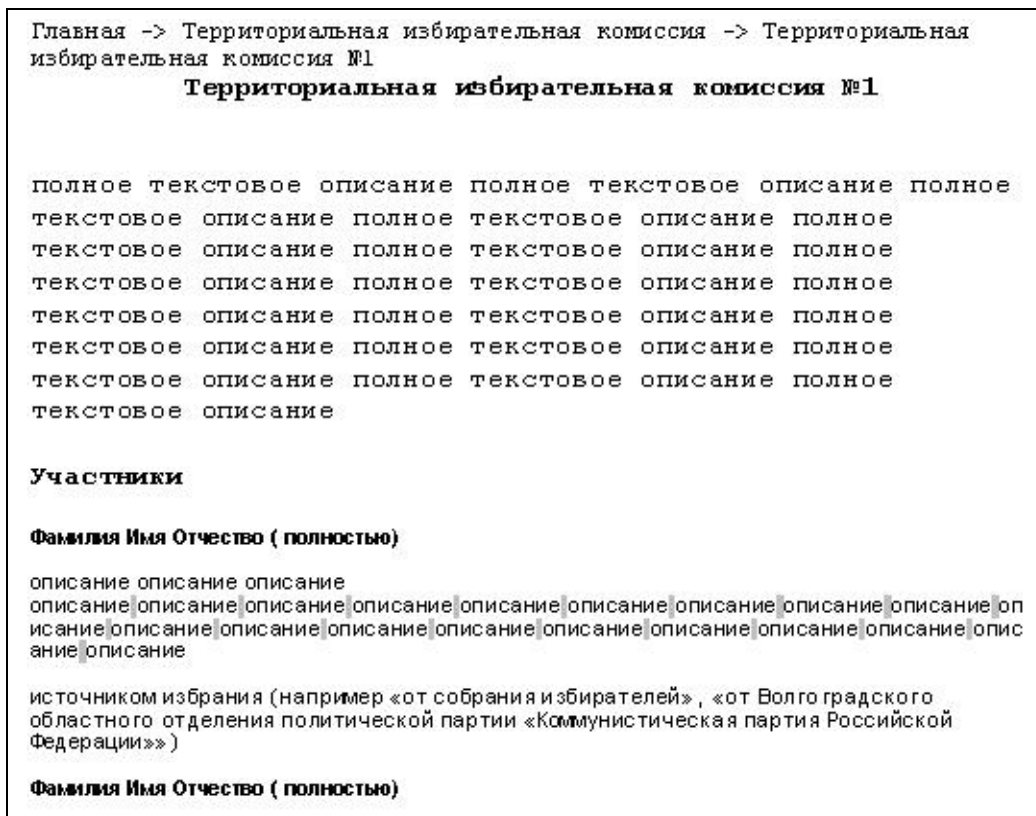 Главная -> Территориальная избирательная комиссия -> Территориальная
избирательная комиссия №1
Территориальная избирательная комиссия №1
полное текстовое описание полное текстовое описание полное
текстовое описание полное текстовое описание полное
текстовое описание полное текстовое описание полное
текстовое описание полное текстовое описание полное
текстовое описание полное текстовое описание полное
текстовое описание полное текстовое описание полное
текстовое описание полное текстовое описание полное
текстовое описание
Участники
Фамилия Имя Отчество ( полностью)
описание описание описание
описание описание описание описание описание описание описание описание описание оп
исание описание описание описание описание описание описание описание описание опис
ание описание
источником избрания (например «от собрания избирателей» , «от Волгоградского
областного отделения политической партии «Коммунистическая партия Российской
Федерации»» )
Фамилия Имя Отчество ( полностью)